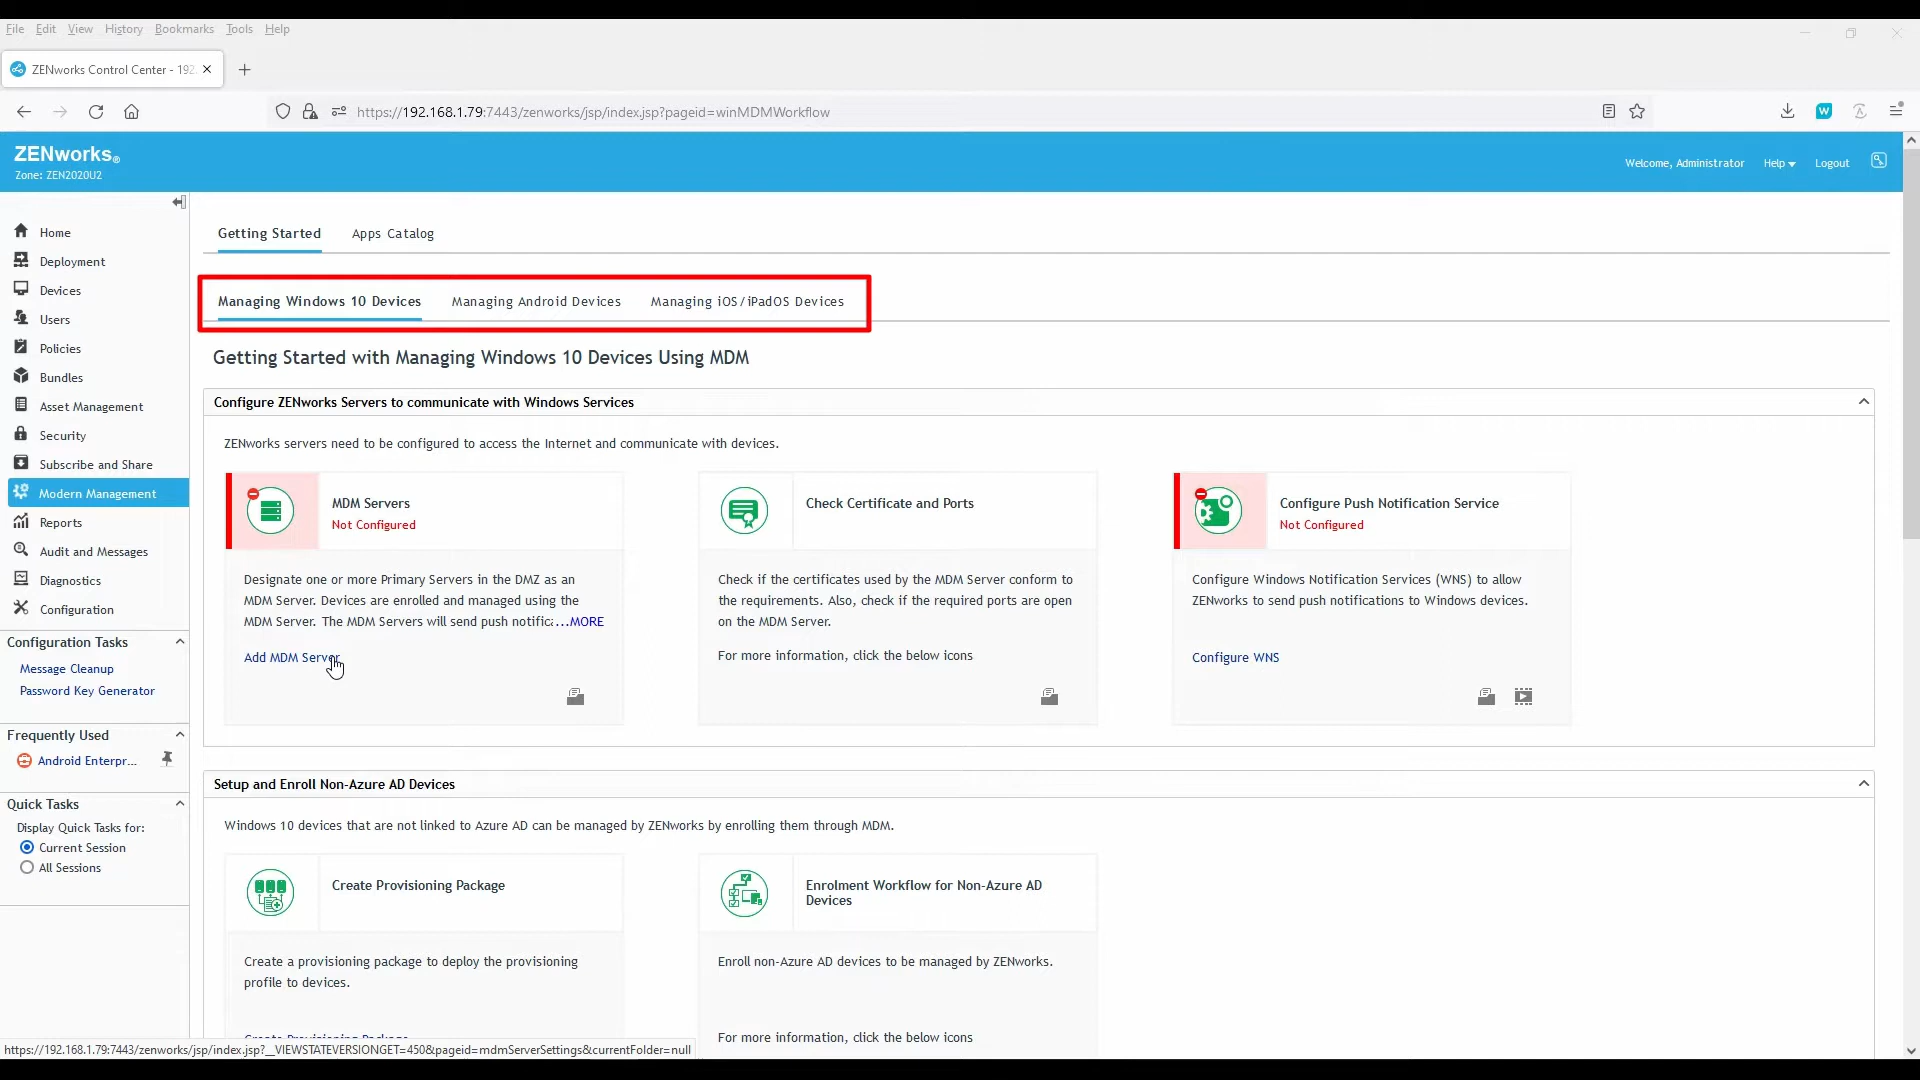 File Edit View History Bookmarks Tools Help
ZENworks Control Center - 192
https://192.168.1.79:7443/zenworks/jsp/index.jsp?pageid=winMDMWorkflow
ZENworks®
Zone: ZEN2020U2
Welcome, Administrator Help Logout
Home
Deployment
Devices
Users
Policies
Bundles
Asset Management
Security
Subscribe and Share
Modern Management
Reports
Audit and Messages
Diagnostics
Configuration
Configuration Tasks
Message Cleanup
Password Key Generator
Frequently Used
Android Enterpr...
Quick Tasks
Display Quick Tasks for:
Current Session
All Sessions
Getting Started Apps Catalog
Managing Windows 10 Devices Managing Android Devices Managing iOS/iPadOS Devices
Getting Started with Managing Windows 10 Devices Using MDM
Configure ZENworks Servers to communicate with Windows Services
ZENworks servers need to be configured to access the Internet and communicate with devices.
MDM Servers
Not Configured
Designate one or more Primary Servers in the DMZ as an
MDM Server. Devices are enrolled and managed using the
MDM Server. The MDM Servers will send push notifica...MORE
Add MDM Server
Check Certificate and Ports
Check if the certificates used by the MDM Server conform to
the requirements. Also, check if the required ports are open
on the MDM Server.
For more information, click the below icons
Configure Push Notification Service
Not Configured
Configure Windows Notification Services (WNS) to allow
ZENworks to send push notifications to Windows devices.
Configure WNS
Setup and Enroll Non-Azure AD Devices
Windows 10 devices that are not linked to Azure AD can be managed by ZENworks by enrolling them through MDM.
Create Provisioning Package
Create a provisioning package to deploy the provisioning
profile to devices.
Create Provisioning Package
Enrolment Workflow for Non-Azure AD
Devices
Enroll non-Azure AD devices to be managed by ZENworks.
For more information, click the below icons
https://192.168.1.79:7443/zenworks/jsp/index.jsp?__VIEWSTATEVERSIONGET=450&pageid=mdmServerSettings&currentFolder=null